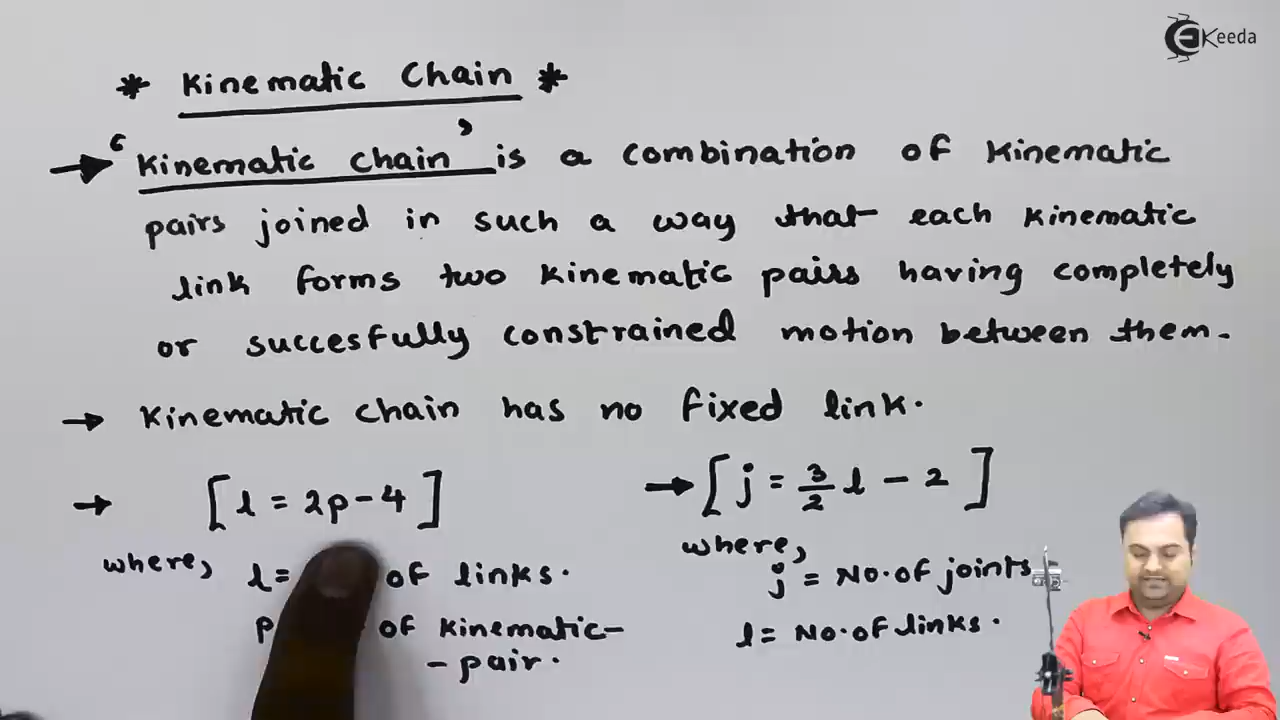 EKeeda
* Kinematic Chain *
→ ‘Kinematic chain’ is a combination of kinematic
pairs joined in such a way that each kinematic
link forms two kinematic pairs having completely
or succesfully constrained motion between them.
→ Kinematic chain has no fixed link.
→ [l = 2p - 4]
where,
l = of links.
p of kinematic-
- pair.
→ [j = 3/2 l - 2]
where,
j = No. of joints
l = No. of links.